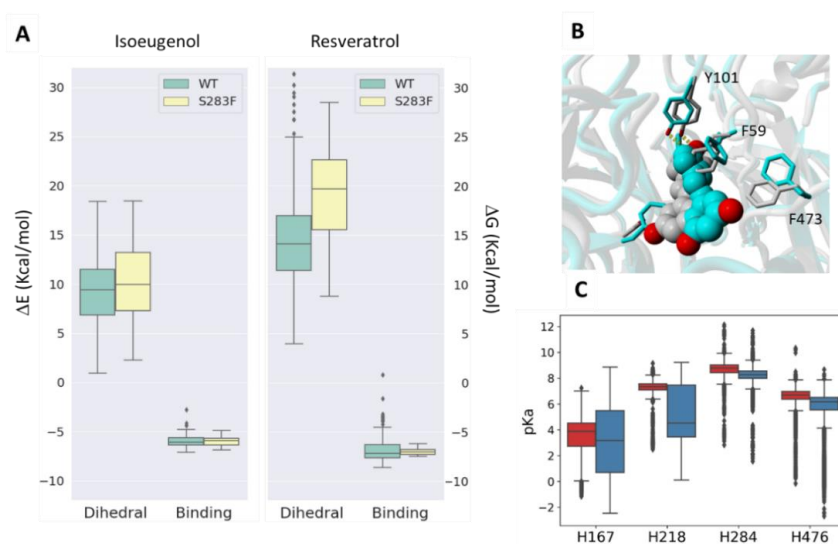 A
Isoeugenol
Resveratrol
WT
S283F
WT
S283F
30
25
20
15
10
5
0
−5
−10
30
25
20
15
10
5
0
−5
−10
ΔE (Kcal/mol)
ΔG (Kcal/mol)
Dihedral Binding
Dihedral Binding
B
Y101
F59
F473
C
12
10
8
6
4
2
0
−2
pKa
H167 H218 H284 H476